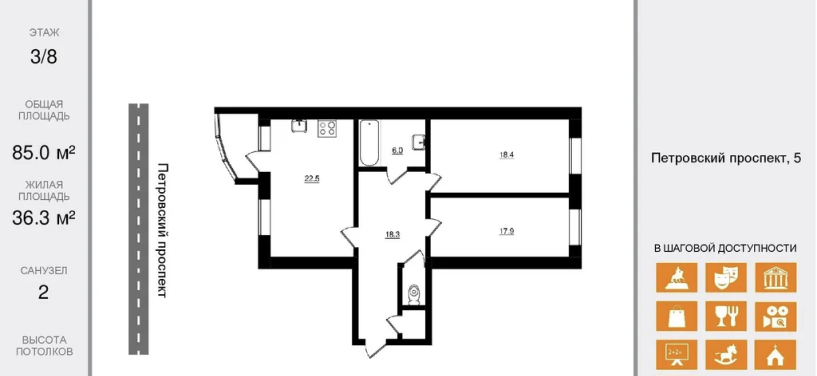 ЭТАЖ
3/8
ОБЩАЯ
ПЛОЩАДЬ
85.0 м²
ЖИЛАЯ
ПЛОЩАДЬ
36.3 м²
САНУЗЕЛ
2
ВЫСОТА
ПОТОЛКОВ
Петровский проспект
22.5
6.0
18.4
18.3
17.9
Петровский проспект, 5
В ШАГОВОЙ ДОСТУПНОСТИ